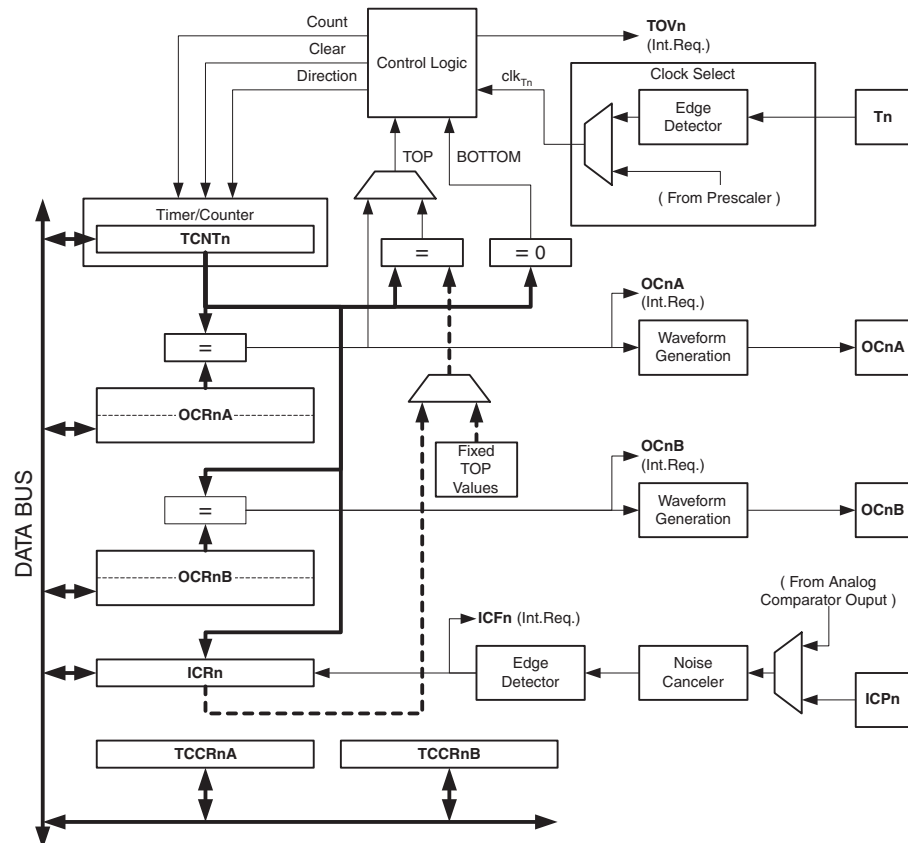 Count
Clear
Direction
Control Logic
TOVn
(Int.Req.)
clkTn
Clock Select
Edge
Detector
Tn
( From Prescaler )
TOP
BOTTOM
Timer/Counter
TCNTn
=
= 0
OCnA
(Int.Req.)
=
Waveform
Generation
OCnA
OCRnA
Fixed
TOP
Values
OCnB
(Int.Req.)
=
Waveform
Generation
OCnB
OCRnB
DATA BUS
( From Analog
Comparator Ouput )
ICFn (Int.Req.)
ICRn
Edge
Detector
Noise
Canceler
ICPn
TCCRnA
TCCRnB